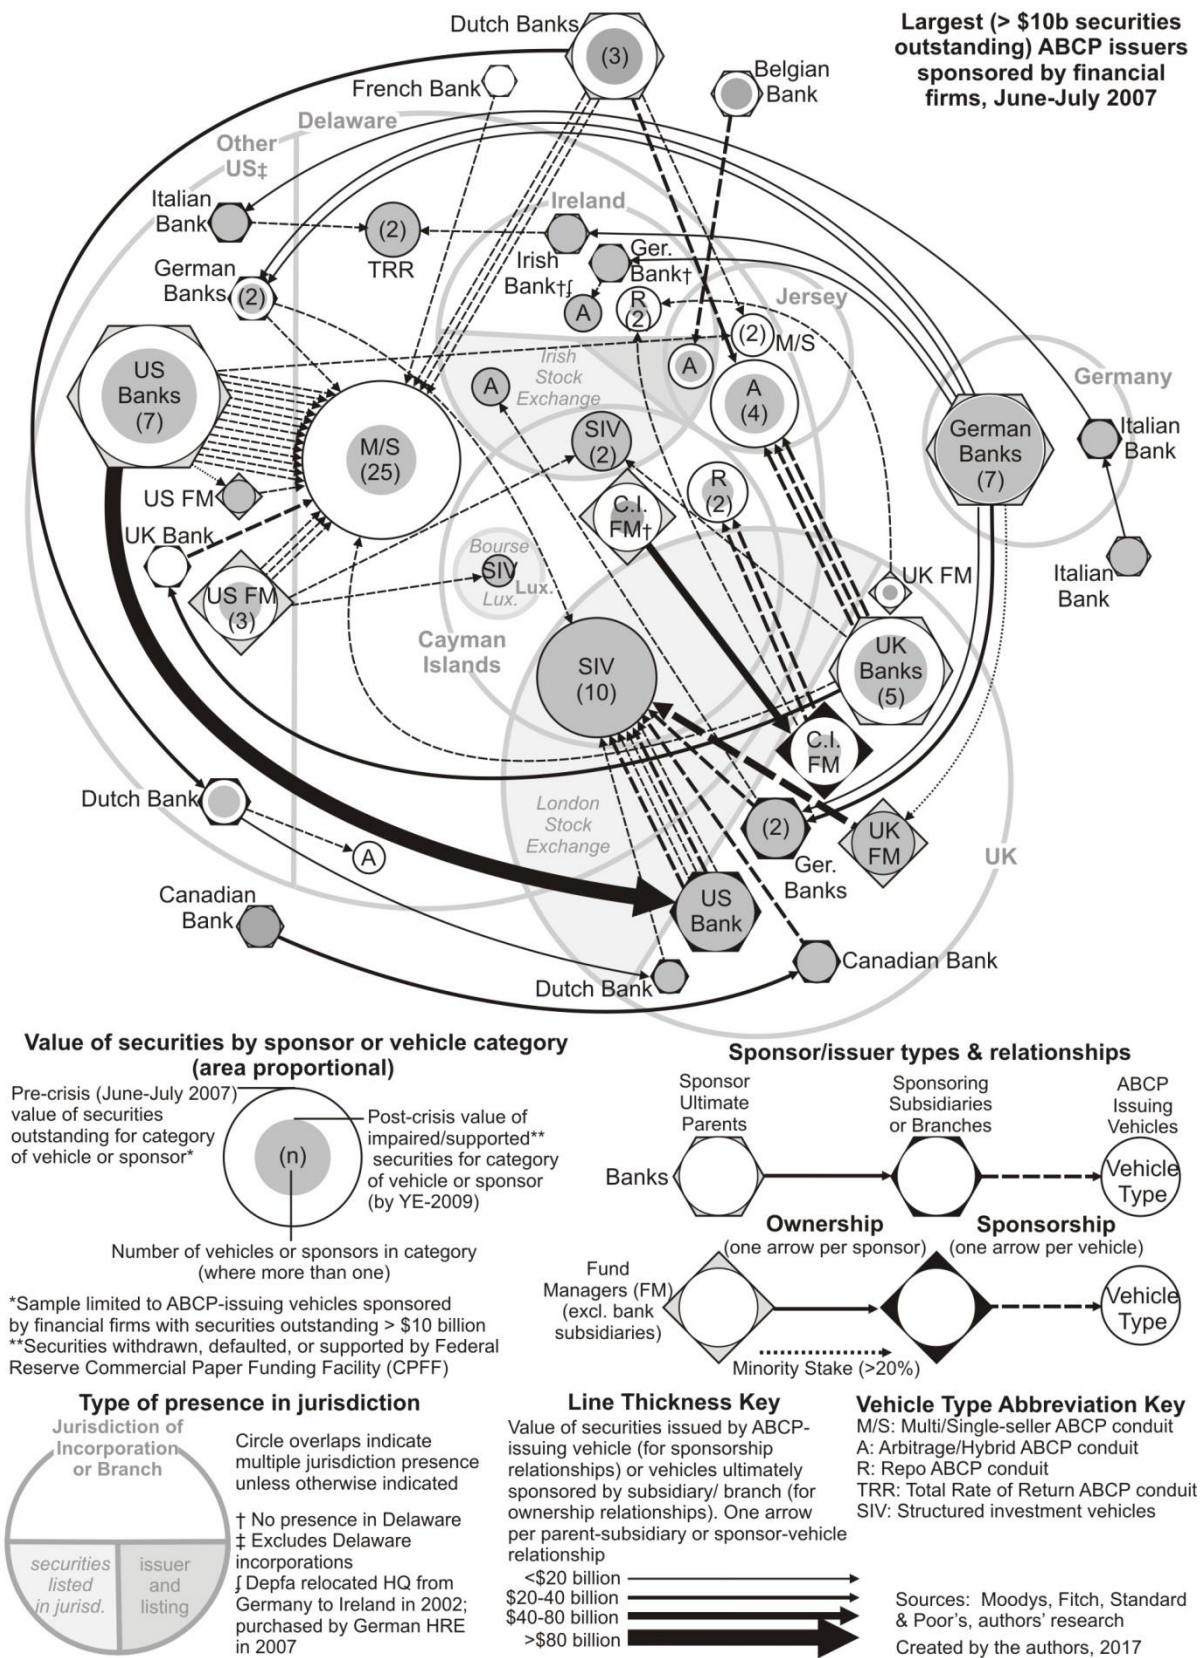 Largest (> $10b securities
outstanding) ABCP issuers
sponsored by financial
firms, June-July 2007
Dutch Banks
(3)
French Bank
Belgian
Bank
Delaware
Other
US‡
Italian
Bank
(2)
TRR
Ireland
Irish
Bank†ʄ
Ger.
Bank†
A
R
(2)
Jersey
(2)
M/S
German
Banks
(2)
US
Banks
(7)
Irish
Stock
Exchange
A
A
A
(4)
Germany
German
Banks
(7)
Italian
Bank
Italian
Bank
M/S
(25)
SIV
(2)
R
(2)
C.I.
FM†
US FM
UK Bank
US FM
(3)
Bourse
SIV
Lux.
Lux.
Cayman
Islands
SIV
(10)
UK FM
UK
Banks
(5)
C.I.
FM
Dutch Bank
A
London
Stock
Exchange
(2)
Ger.
Banks
UK
FM
UK
Canadian
Bank
US
Bank
Dutch Bank
Canadian Bank
Value of securities by sponsor or vehicle category
(area proportional)
Pre-crisis (June-July 2007)
value of securities
outstanding for category
of vehicle or sponsor*
(n)
Post-crisis value of
impaired/supported**
securities for category
of vehicle or sponsor
(by YE-2009)
Number of vehicles or sponsors in category
(where more than one)
*Sample limited to ABCP-issuing vehicles sponsored
by financial firms with securities outstanding > $10 billion
**Securities withdrawn, defaulted, or supported by Federal
Reserve Commercial Paper Funding Facility (CPFF)
Sponsor/issuer types & relationships
Sponsor
Ultimate
Parents
Sponsoring
Subsidiaries
or Branches
ABCP
Issuing
Vehicles
Banks
Vehicle
Type
Ownership
(one arrow per sponsor)
Sponsorship
(one arrow per vehicle)
Fund
Managers (FM)
(excl. bank
subsidiaries)
Vehicle
Type
Minority Stake (>20%)
Type of presence in jurisdiction
Jurisdiction of
Incorporation
or Branch
securities
listed
in jurisd.
issuer
and
listing
Circle overlaps indicate
multiple jurisdiction presence
unless otherwise indicated
† No presence in Delaware
‡ Excludes Delaware
incorporations
ʄ Depfa relocated HQ from
Germany to Ireland in 2002;
purchased by German HRE
in 2007
Line Thickness Key
Value of securities issued by ABCP-
issuing vehicle (for sponsorship
relationships) or vehicles ultimately
sponsored by subsidiary/ branch (for
ownership relationships). One arrow
per parent-subsidiary or sponsor-vehicle
relationship
<$20 billion
$20-40 billion
$40-80 billion
>$80 billion
Vehicle Type Abbreviation Key
M/S: Multi/Single-seller ABCP conduit
A: Arbitrage/Hybrid ABCP conduit
R: Repo ABCP conduit
TRR: Total Rate of Return ABCP conduit
SIV: Structured investment vehicles
Sources: Moodys, Fitch, Standard
& Poor's, authors' research
Created by the authors, 2017